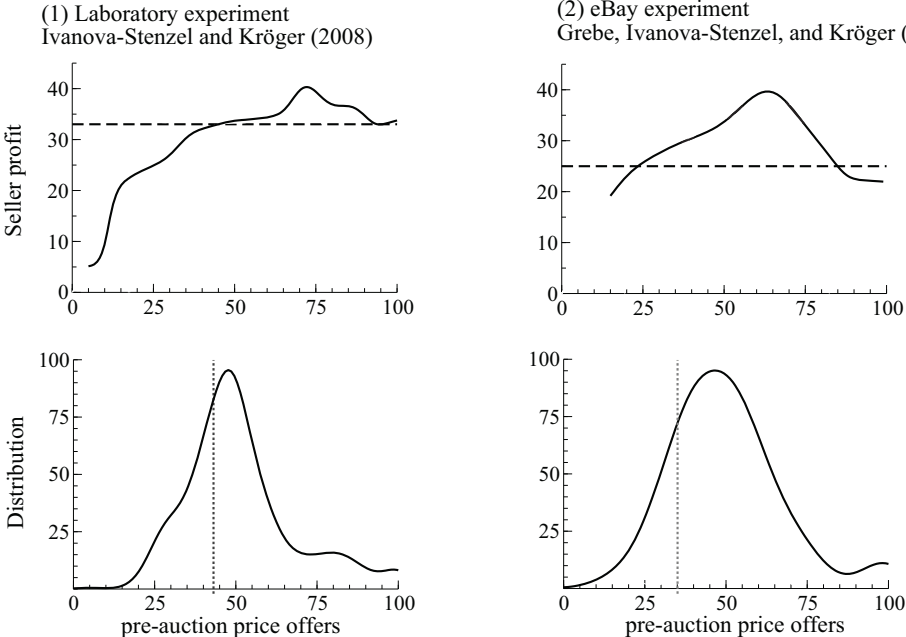 (1) Laboratory experiment
Ivanova-Stenzel and Kröger (2008)
(2) eBay experiment
Grebe, Ivanova-Stenzel, and Kröger (
Seller profit
40
30
20
10
0
0 25 50 75 100
40
30
20
10
0
0 25 50 75 100
Distribution
100
75
50
25
0 25 50 75 100
pre-auction price offers
100
75
50
25
0 25 50 75 100
pre-auction price offers